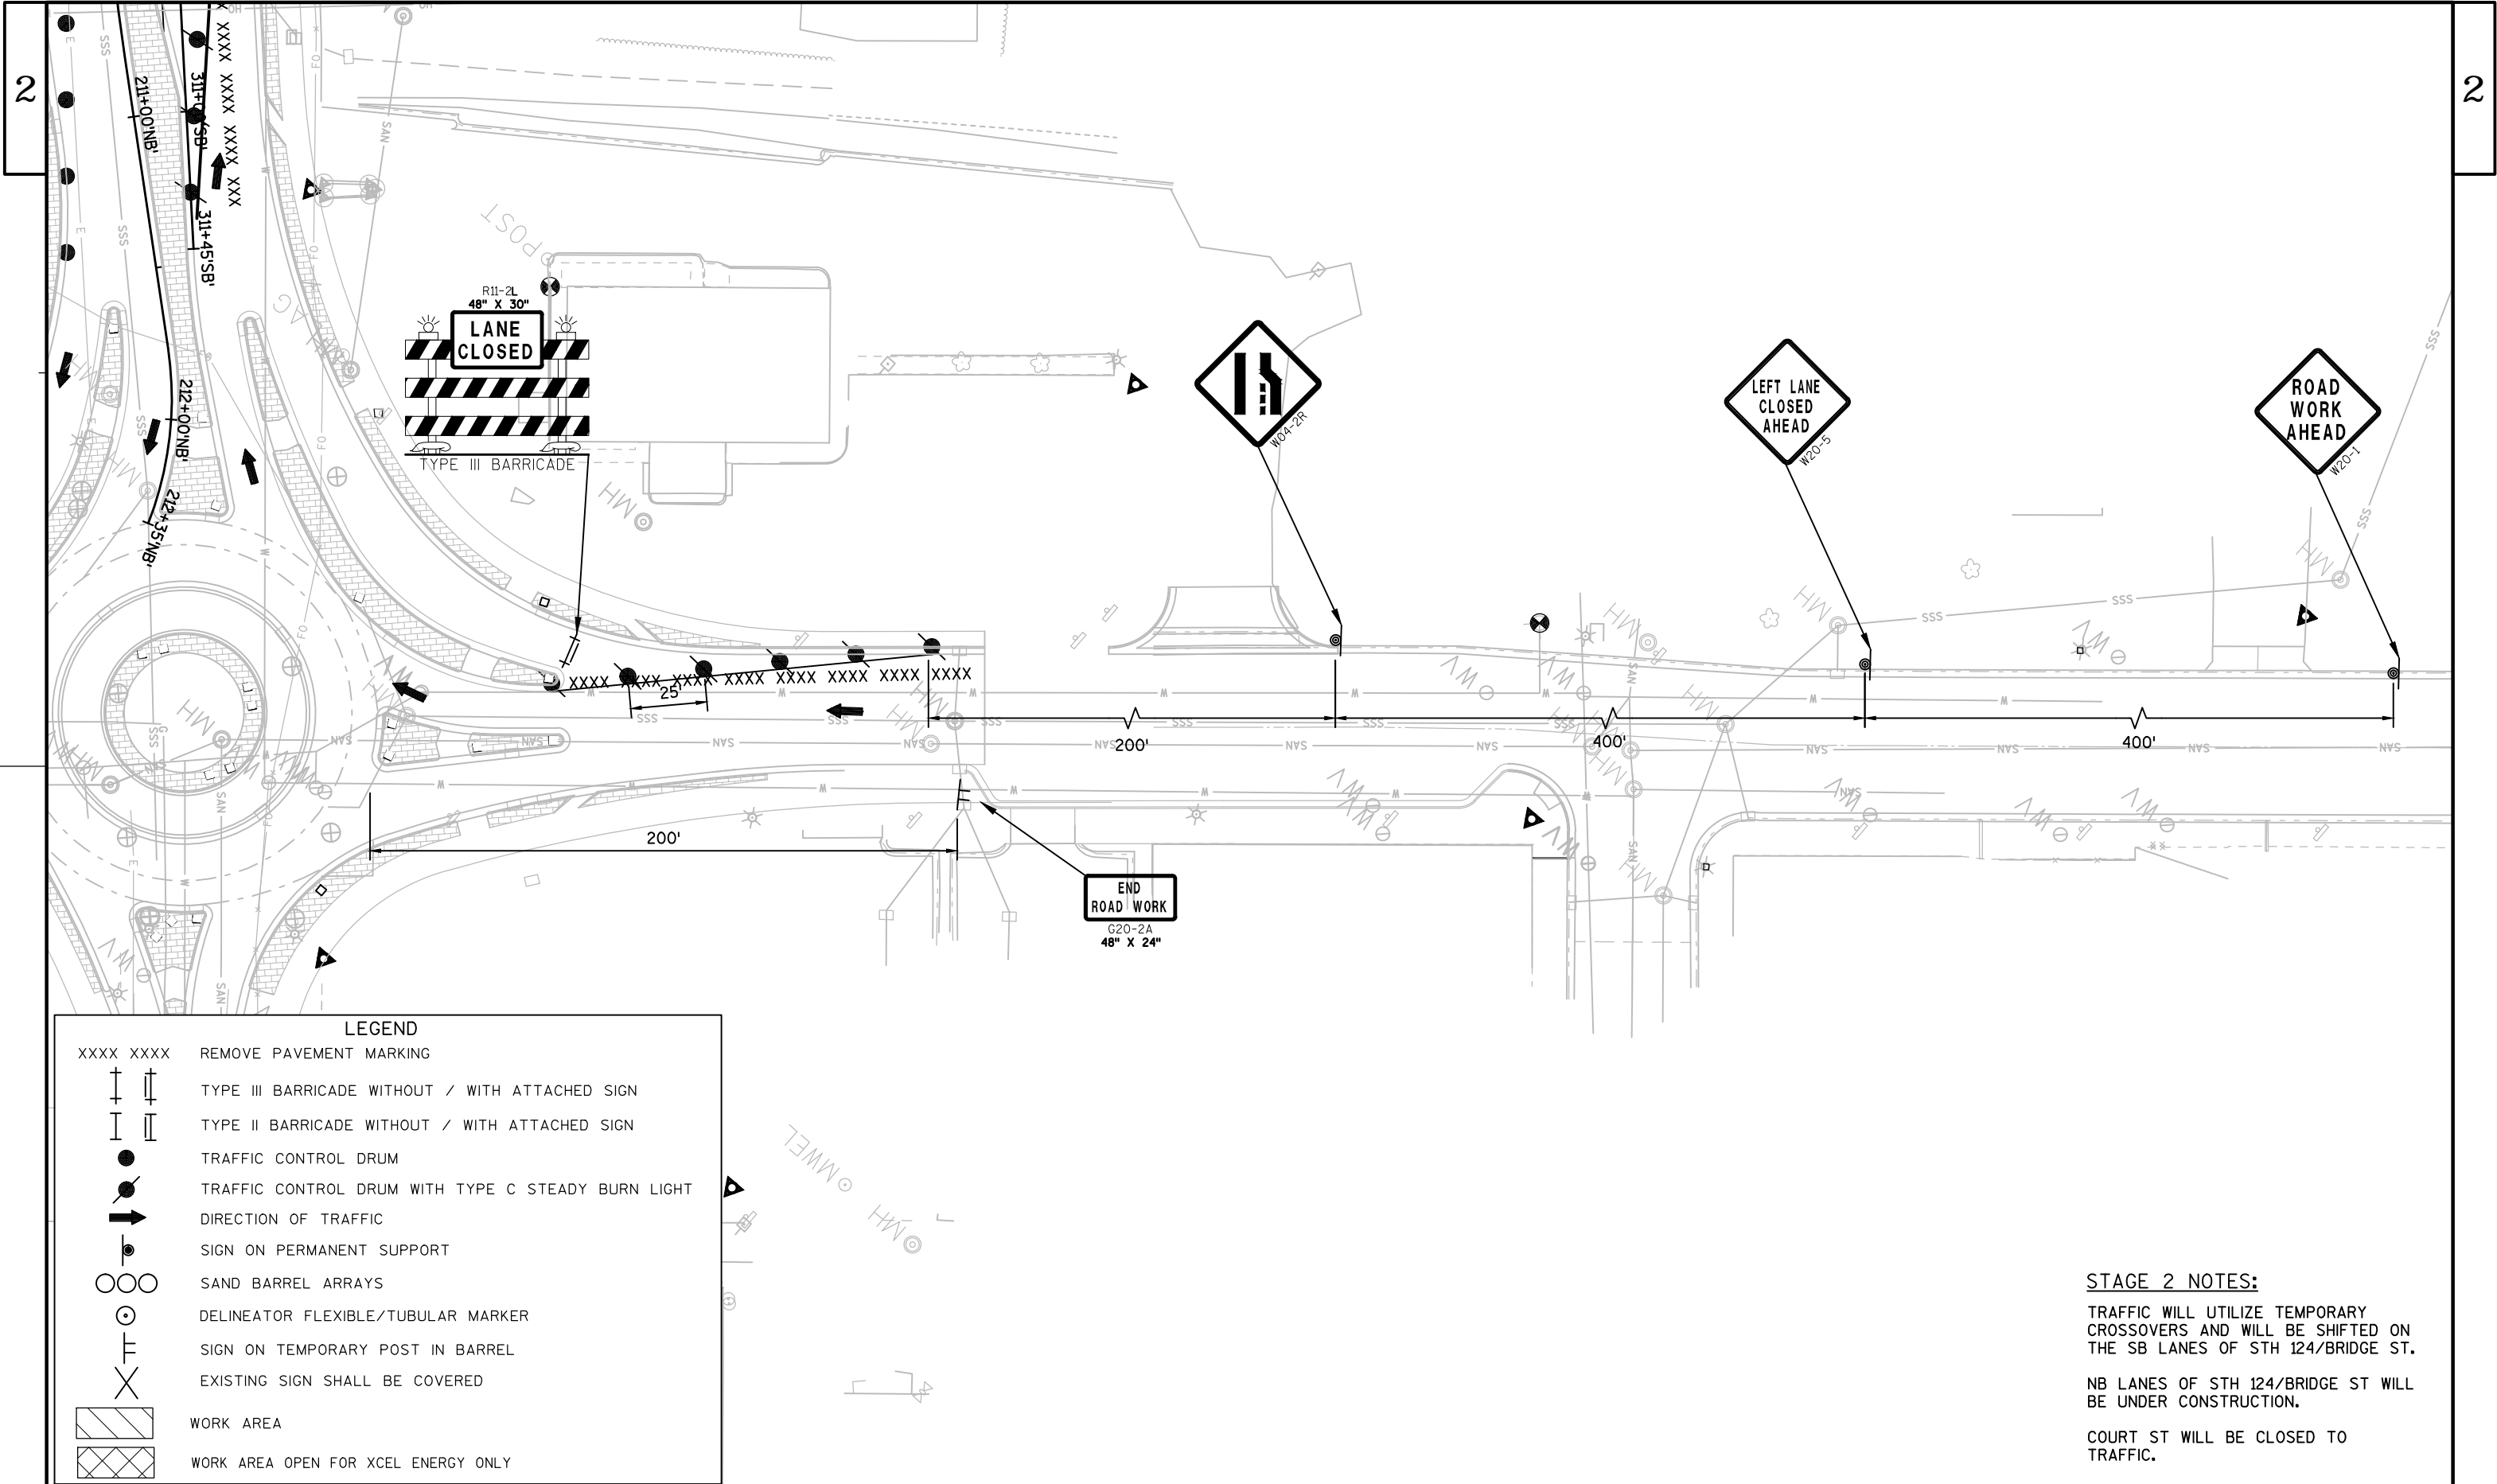 2
2
211+00'NB'
311+45'SB'
212+00'NB'
212+35'NB'
XXXX XXXX XXXX XXX
R11-2L
48" X 30"
LANE
CLOSED
TYPE III BARRICADE
POST
W04-2R
LEFT LANE
CLOSED
AHEAD
W20-5
ROAD
WORK
AHEAD
W20-1
XXXX XXXX XXXX XXXX XXXX XXXX XXXX XXXX
25'
200'
400'
400'
200'
END
ROAD WORK
G20-2A
48" X 24"
MWEL
HMH
LEGEND
XXXX XXXX REMOVE PAVEMENT MARKING
TYPE III BARRICADE WITHOUT / WITH ATTACHED SIGN
TYPE II BARRICADE WITHOUT / WITH ATTACHED SIGN
TRAFFIC CONTROL DRUM
TRAFFIC CONTROL DRUM WITH TYPE C STEADY BURN LIGHT
DIRECTION OF TRAFFIC
SIGN ON PERMANENT SUPPORT
SAND BARREL ARRAYS
DELINEATOR FLEXIBLE/TUBULAR MARKER
SIGN ON TEMPORARY POST IN BARREL
EXISTING SIGN SHALL BE COVERED
WORK AREA
WORK AREA OPEN FOR XCEL ENERGY ONLY
STAGE 2 NOTES:
TRAFFIC WILL UTILIZE TEMPORARY
CROSSOVERS AND WILL BE SHIFTED ON
THE SB LANES OF STH 124/BRIDGE ST.
NB LANES OF STH 124/BRIDGE ST WILL
BE UNDER CONSTRUCTION.
COURT ST WILL BE CLOSED TO
TRAFFIC.